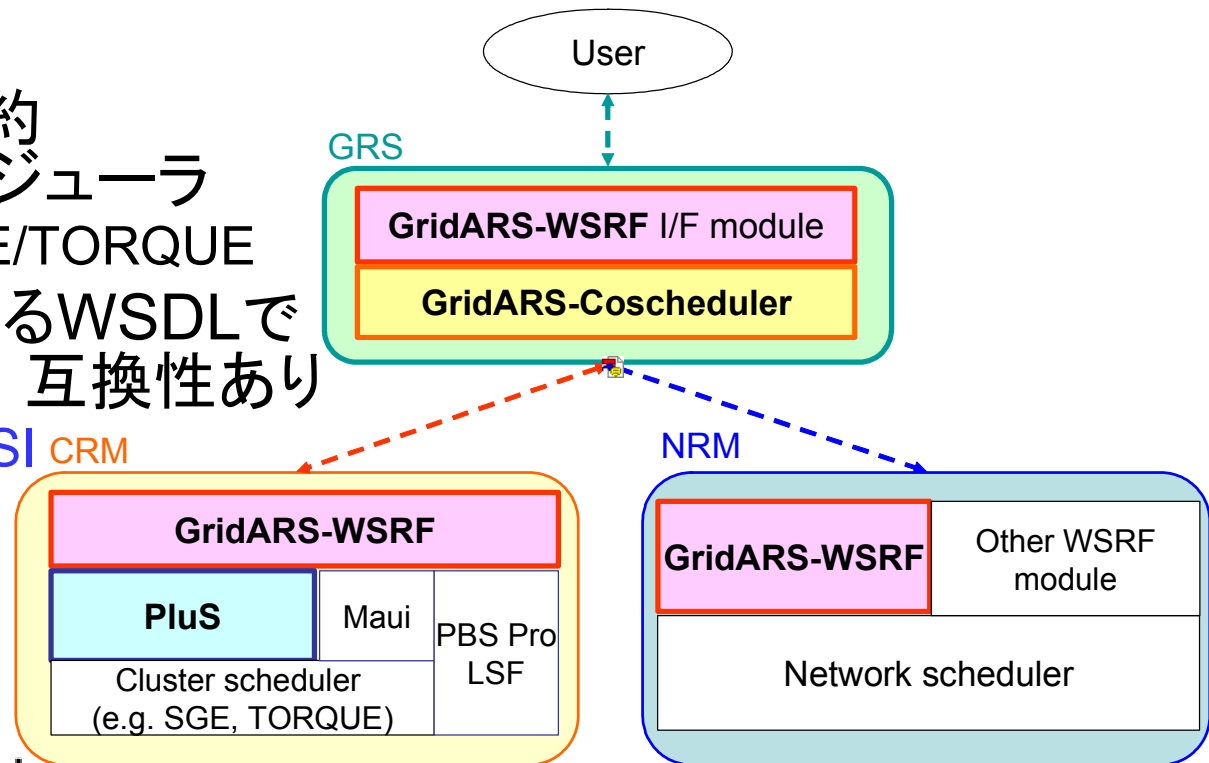 約
ジューラ
E/TORQUE
るWSDLで
互換性あり
SI
User
GRS
GridARS-WSRF I/F module
GridARS-Coscheduler
CRM
GridARS-WSRF
PluS
Maui
PBS Pro
LSF
Cluster scheduler
(e.g. SGE, TORQUE)
NRM
GridARS-WSRF
Other WSRF
module
Network scheduler